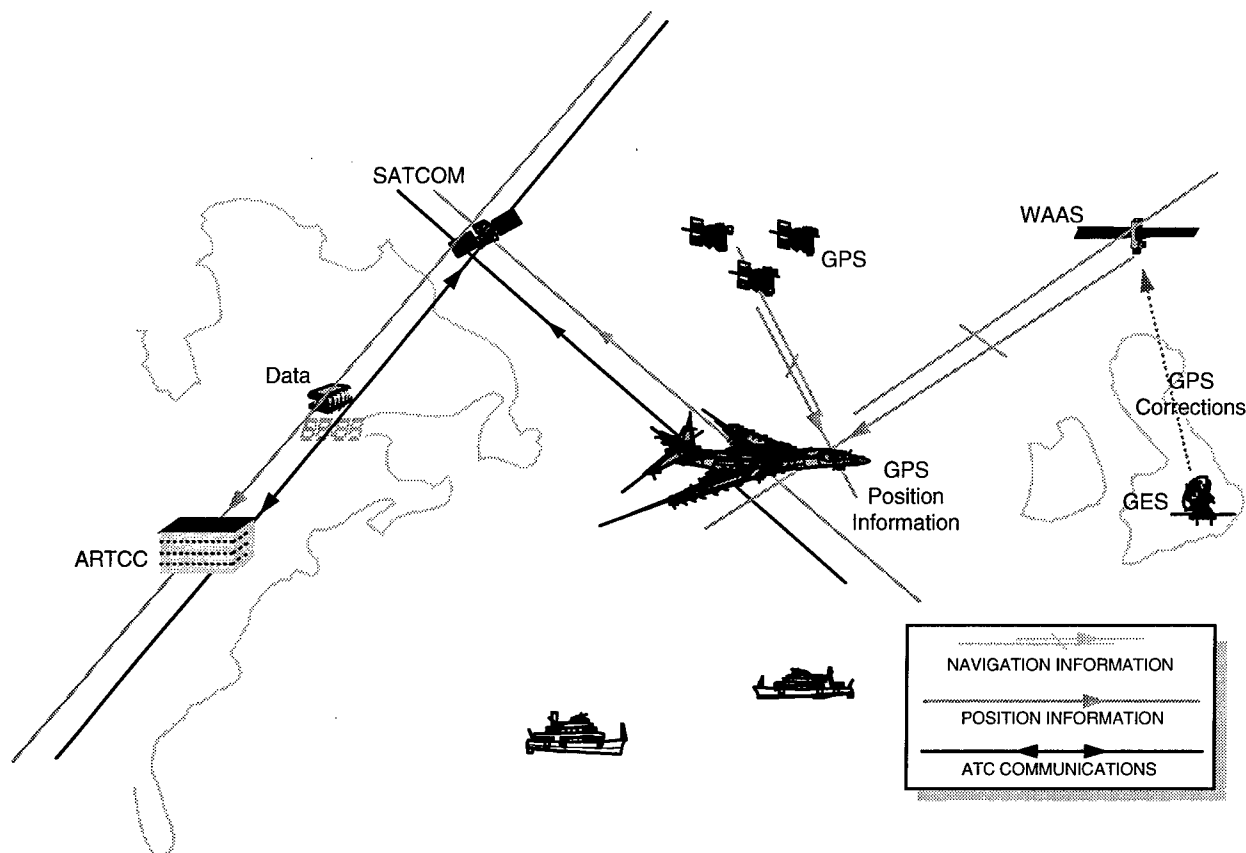 SATCOM
WAAS
GPS
Data
GPS
Corrections
GPS
Position
Information
GES
ARTCC
NAVIGATION INFORMATION
POSITION INFORMATION
ATC COMMUNICATIONS